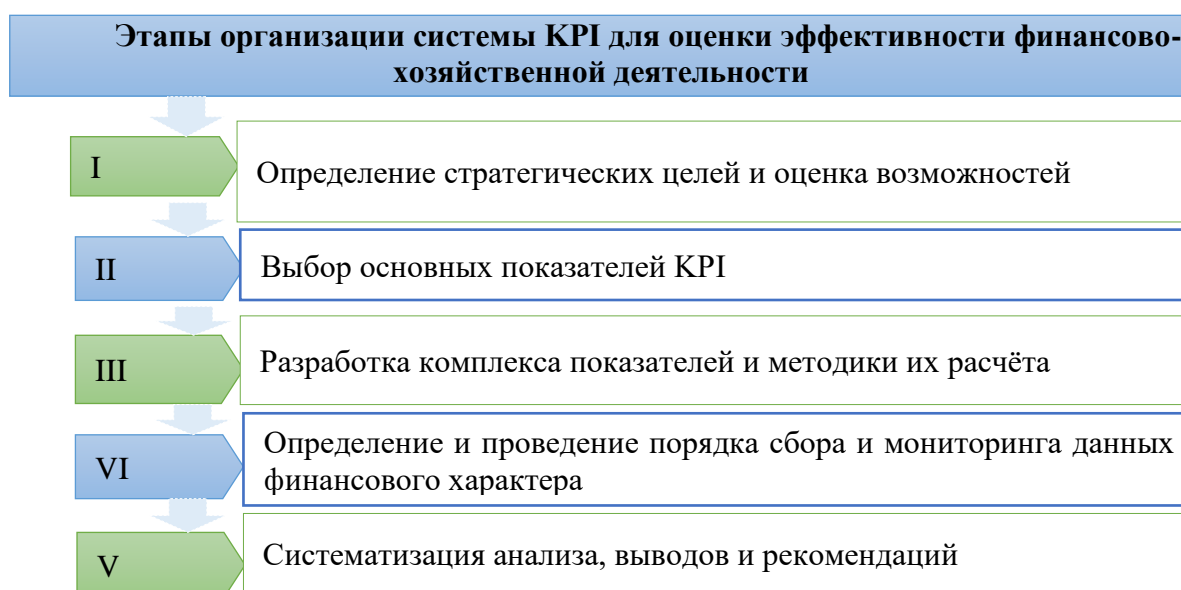 Этапы организации системы KPI для оценки эффективности финансово-
хозяйственной деятельности
I
Определение стратегических целей и оценка возможностей
II
Выбор основных показателей KPI
III
Разработка комплекса показателей и методики их расчёта
VI
Определение и проведение порядка сбора и мониторинга данных
финансового характера
V
Систематизация анализа, выводов и рекомендаций